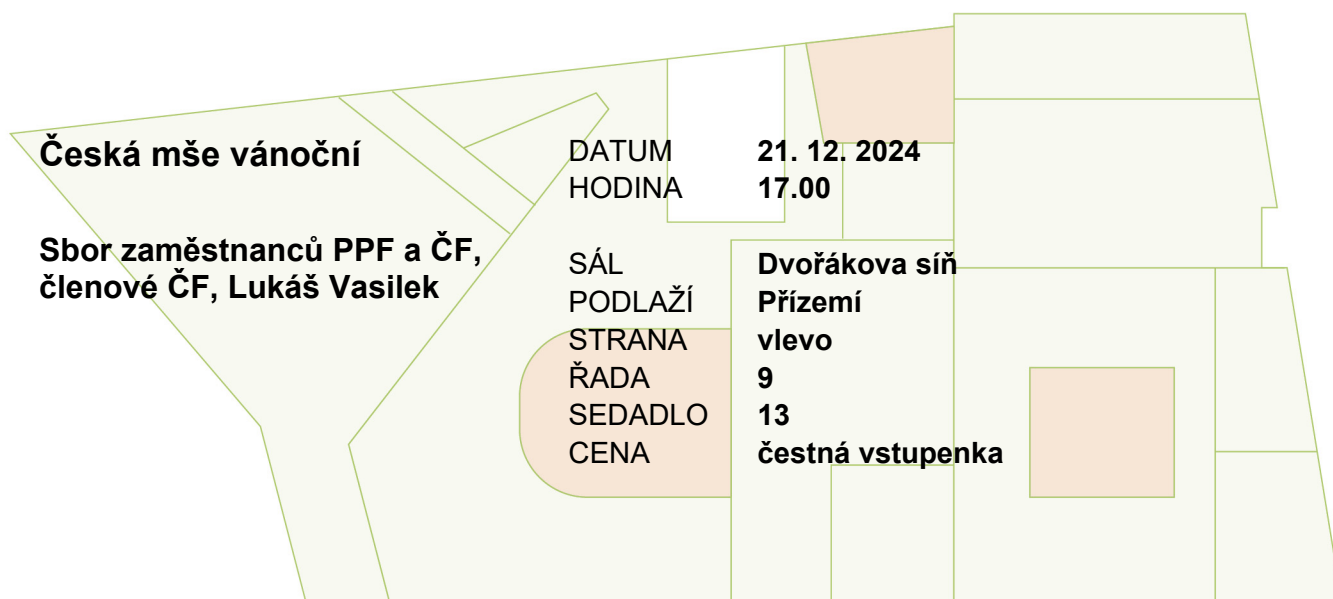 Česká mše vánoční
Sbor zaměstnanců PPF a ČF,
členové ČF, Lukáš Vasilek
DATUM 21. 12. 2024
HODINA 17.00
SÁL Dvořákova síň
PODLAŽÍ Přízemí
STRANA vlevo
ŘADA 9
SEDADLO 13
CENA čestná vstupenka